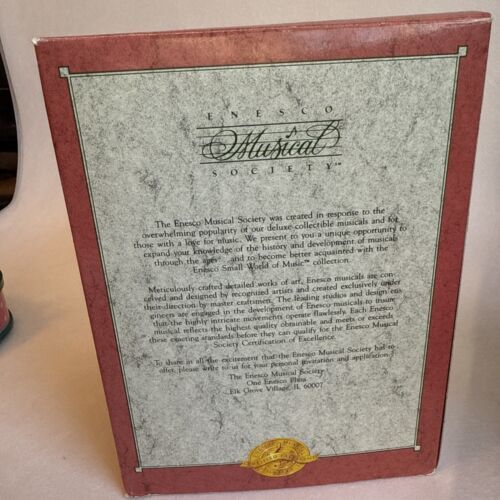 ENESCO
Musical
SOCIETY™
The Enesco Musical Society was created in response to the
overwhelming popularity of our deluxe collectible musicals and for
those with a love for music. We present to you a unique opportunity to
expand your knowledge of the history and development of musicals
through the ages and to become better acquainted with the
Enesco Small World of Music™ collection.
Meticulously crafted detailed works of art, Enesco musicals are con-
ceived and designed by recognised artists and created exclusively under
their direction by master craftsmen. The leading studios and design en-
gineers are engaged in the development of Enesco musicals to insure
that the highly intricate movements operate flawlessly. Each Enesco
musical reflects the highest quality obtainable and meets or exceeds
these exacting standards before they can qualify for the Enesco Musical
Society Certification of Excellence.
To share in all the excitement that the Enesco Musical Society has to
offer, please write to us for your personal invitation and application.
The Enesco Musical Society
One Enesco Plaza
Elk Grove Village, IL 60007